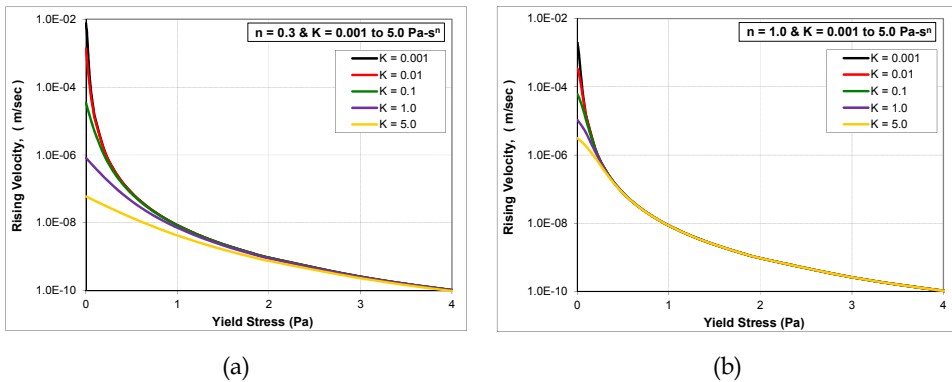 n = 0.3 & K = 0.001 to 5.0 Pa-sⁿ
1.0E-02
1.0E-04
1.0E-06
1.0E-08
1.0E-10
Rising Velocity, ( m/sec)
K = 0.001
K = 0.01
K = 0.1
K = 1.0
K = 5.0
0 1 2 3 4
Yield Stress (Pa)
(a)
n = 1.0 & K = 0.001 to 5.0 Pa-sⁿ
1.0E-02
1.0E-04
1.0E-06
1.0E-08
1.0E-10
Rising Velocity, ( m/sec)
K = 0.001
K = 0.01
K = 0.1
K = 1.0
K = 5.0
0 1 2 3 4
Yield Stress (Pa)
(b)